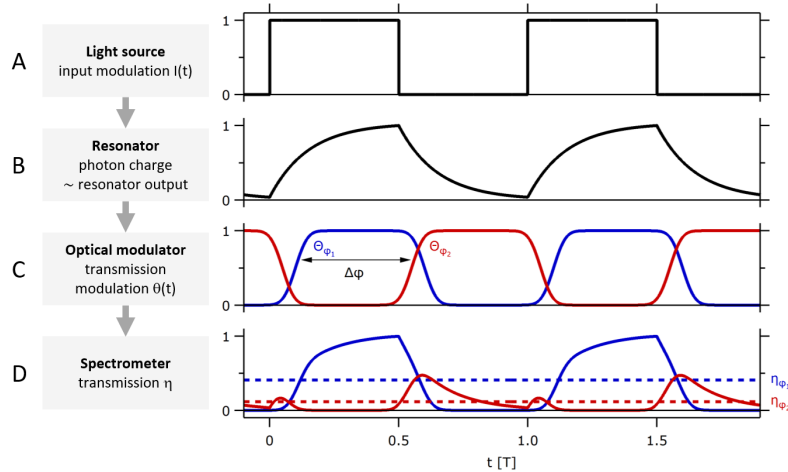 A
Light source
input modulation I(t)
1
0
B
Resonator
photon charge
~ resonator output
1
0
C
Optical modulator
transmission
modulation θ(t)
1
0
Θφ₁
Θφ₂
Δφ
D
Spectrometer
transmission η
1
0
ηφ₁
ηφ₂
0
0.5
1.0
1.5
t [T]